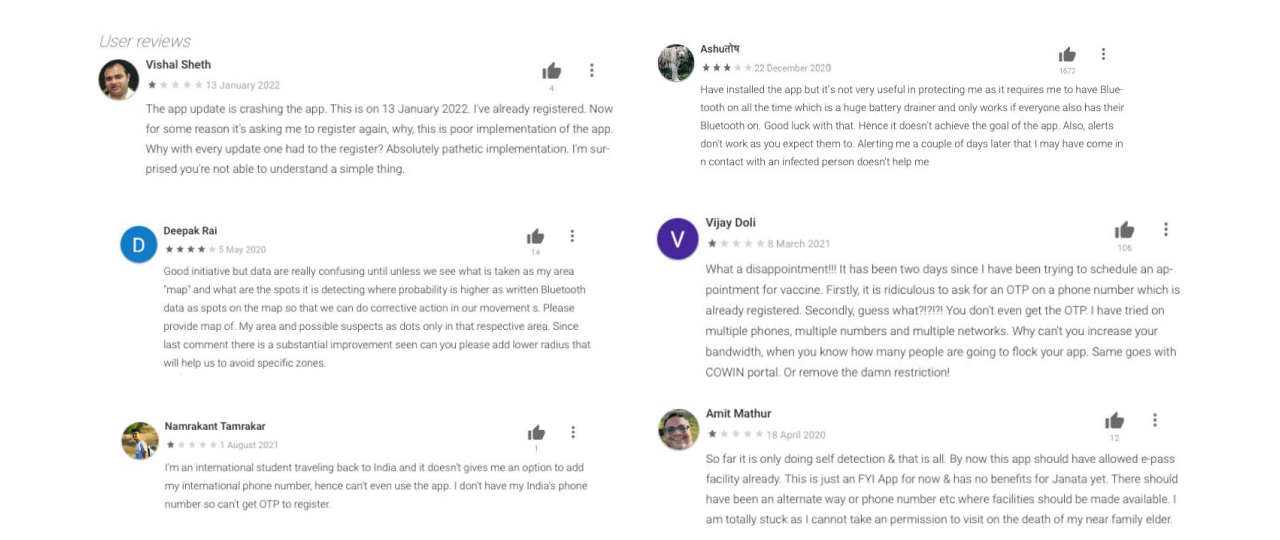 User reviews
Vishal Sheth
13 January 2022
4
The app update is crashing the app. This is on 13 January 2022. I've already registered. Now
for some reason it's asking me to register again, why, this is poor implementation of the app.
Why with every update one had to the register? Absolutely pathetic implementation. I'm sur-
prised you're not able to understand a simple thing.
D
Deepak Rai
5 May 2020
14
Good initiative but data are really confusing until unless we see what is taken as my area
"map" and what are the spots it is detecting where probability is higher as written Bluetooth
data as spots on the map so that we can do corrective action in our movement s. Please
provide map of. My area and possible suspects as dots only in that respective area. Since
last comment there is a substantial improvement seen can you please add lower radius that
will help us to avoid specific zones.
Namrakant Tamrakar
1 August 2021
1
I'm an international student traveling back to India and it doesn't gives me an option to add
my international phone number, hence can't even use the app. I don't have my India's phone
number so can't get OTP to register.
Ashuतोष
22 December 2020
1672
Have installed the app but it's not very useful in protecting me as it requires me to have Blue-
tooth on all the time which is a huge battery drainer and only works if everyone also has their
Bluetooth on. Good luck with that. Hence it doesn't achieve the goal of the app. Also, alerts
don't work as you expect them to. Alerting me a couple of days later that I may have come in
n contact with an infected person doesn't help me
V
Vijay Doli
8 March 2021
106
What a disappointment!!! It has been two days since I have been trying to schedule an ap-
pointment for vaccine. Firstly, it is ridiculous to ask for an OTP on a phone number which is
already registered. Secondly, guess what?!?!?! You don't even get the OTP. I have tried on
multiple phones, multiple numbers and multiple networks. Why can't you increase your
bandwidth, when you know how many people are going to flock your app. Same goes with
COWIN portal. Or remove the damn restriction!
Amit Mathur
18 April 2020
12
So far it is only doing self detection & that is all. By now this app should have allowed e-pass
facility already. This is just an FYI App for now & has no benefits for Janata yet. There should
have been an alternate way or phone number etc where facilities should be made available. I
am totally stuck as I cannot take an permission to visit on the death of my near family elder.